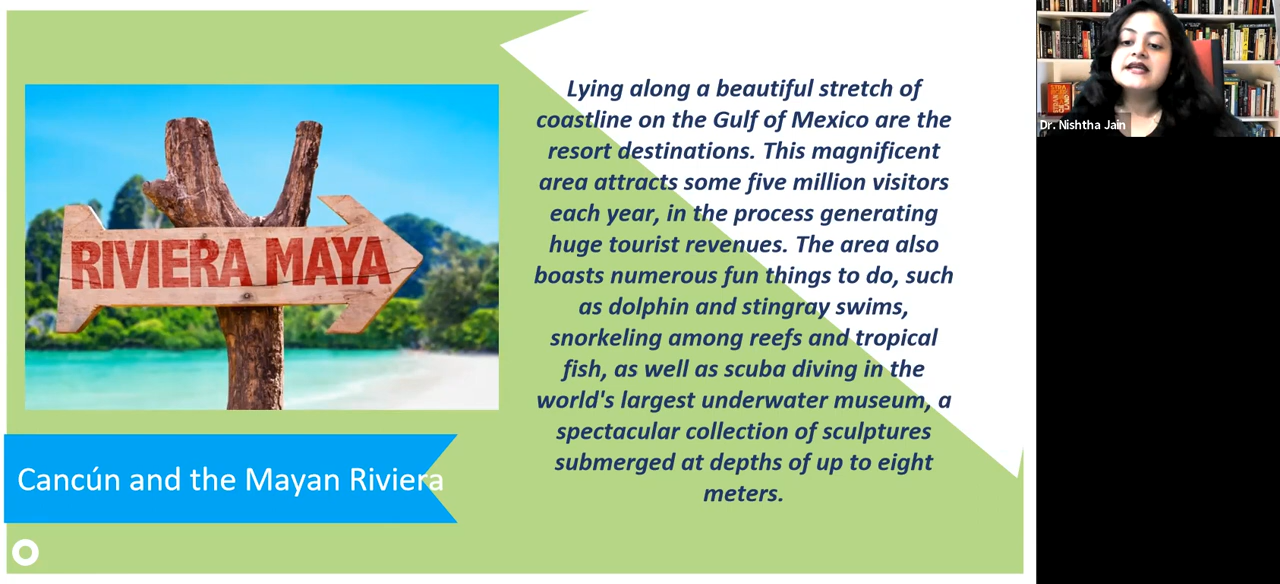 Lying along a beautiful stretch of
coastline on the Gulf of Mexico are the
resort destinations. This magnificent
area attracts some five million visitors
each year, in the process generating
huge tourist revenues. The area also
boasts numerous fun things to do, such
as dolphin and stingray swims,
snorkeling among reefs and tropical
fish, as well as scuba diving in the
world's largest underwater museum, a
spectacular collection of sculptures
submerged at depths of up to eight
meters.
RIVIERA MAYA
Cancún and the Mayan Riviera
Dr. Nishtha Jain